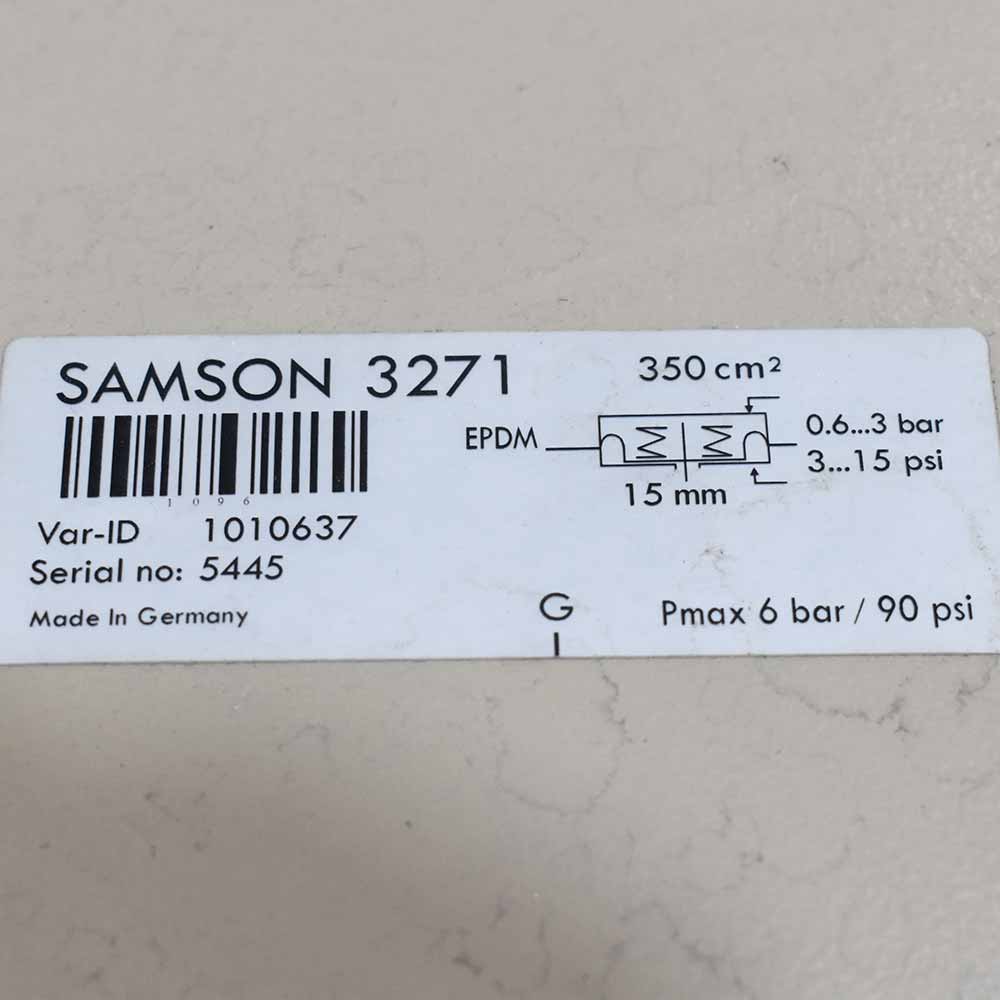 SAMSON 3271
350 cm²
EPDM
0.6...3 bar
3...15 psi
15 mm
1096
Var-ID 1010637
Serial no: 5445
Made In Germany
G
Pmax 6 bar / 90 psi